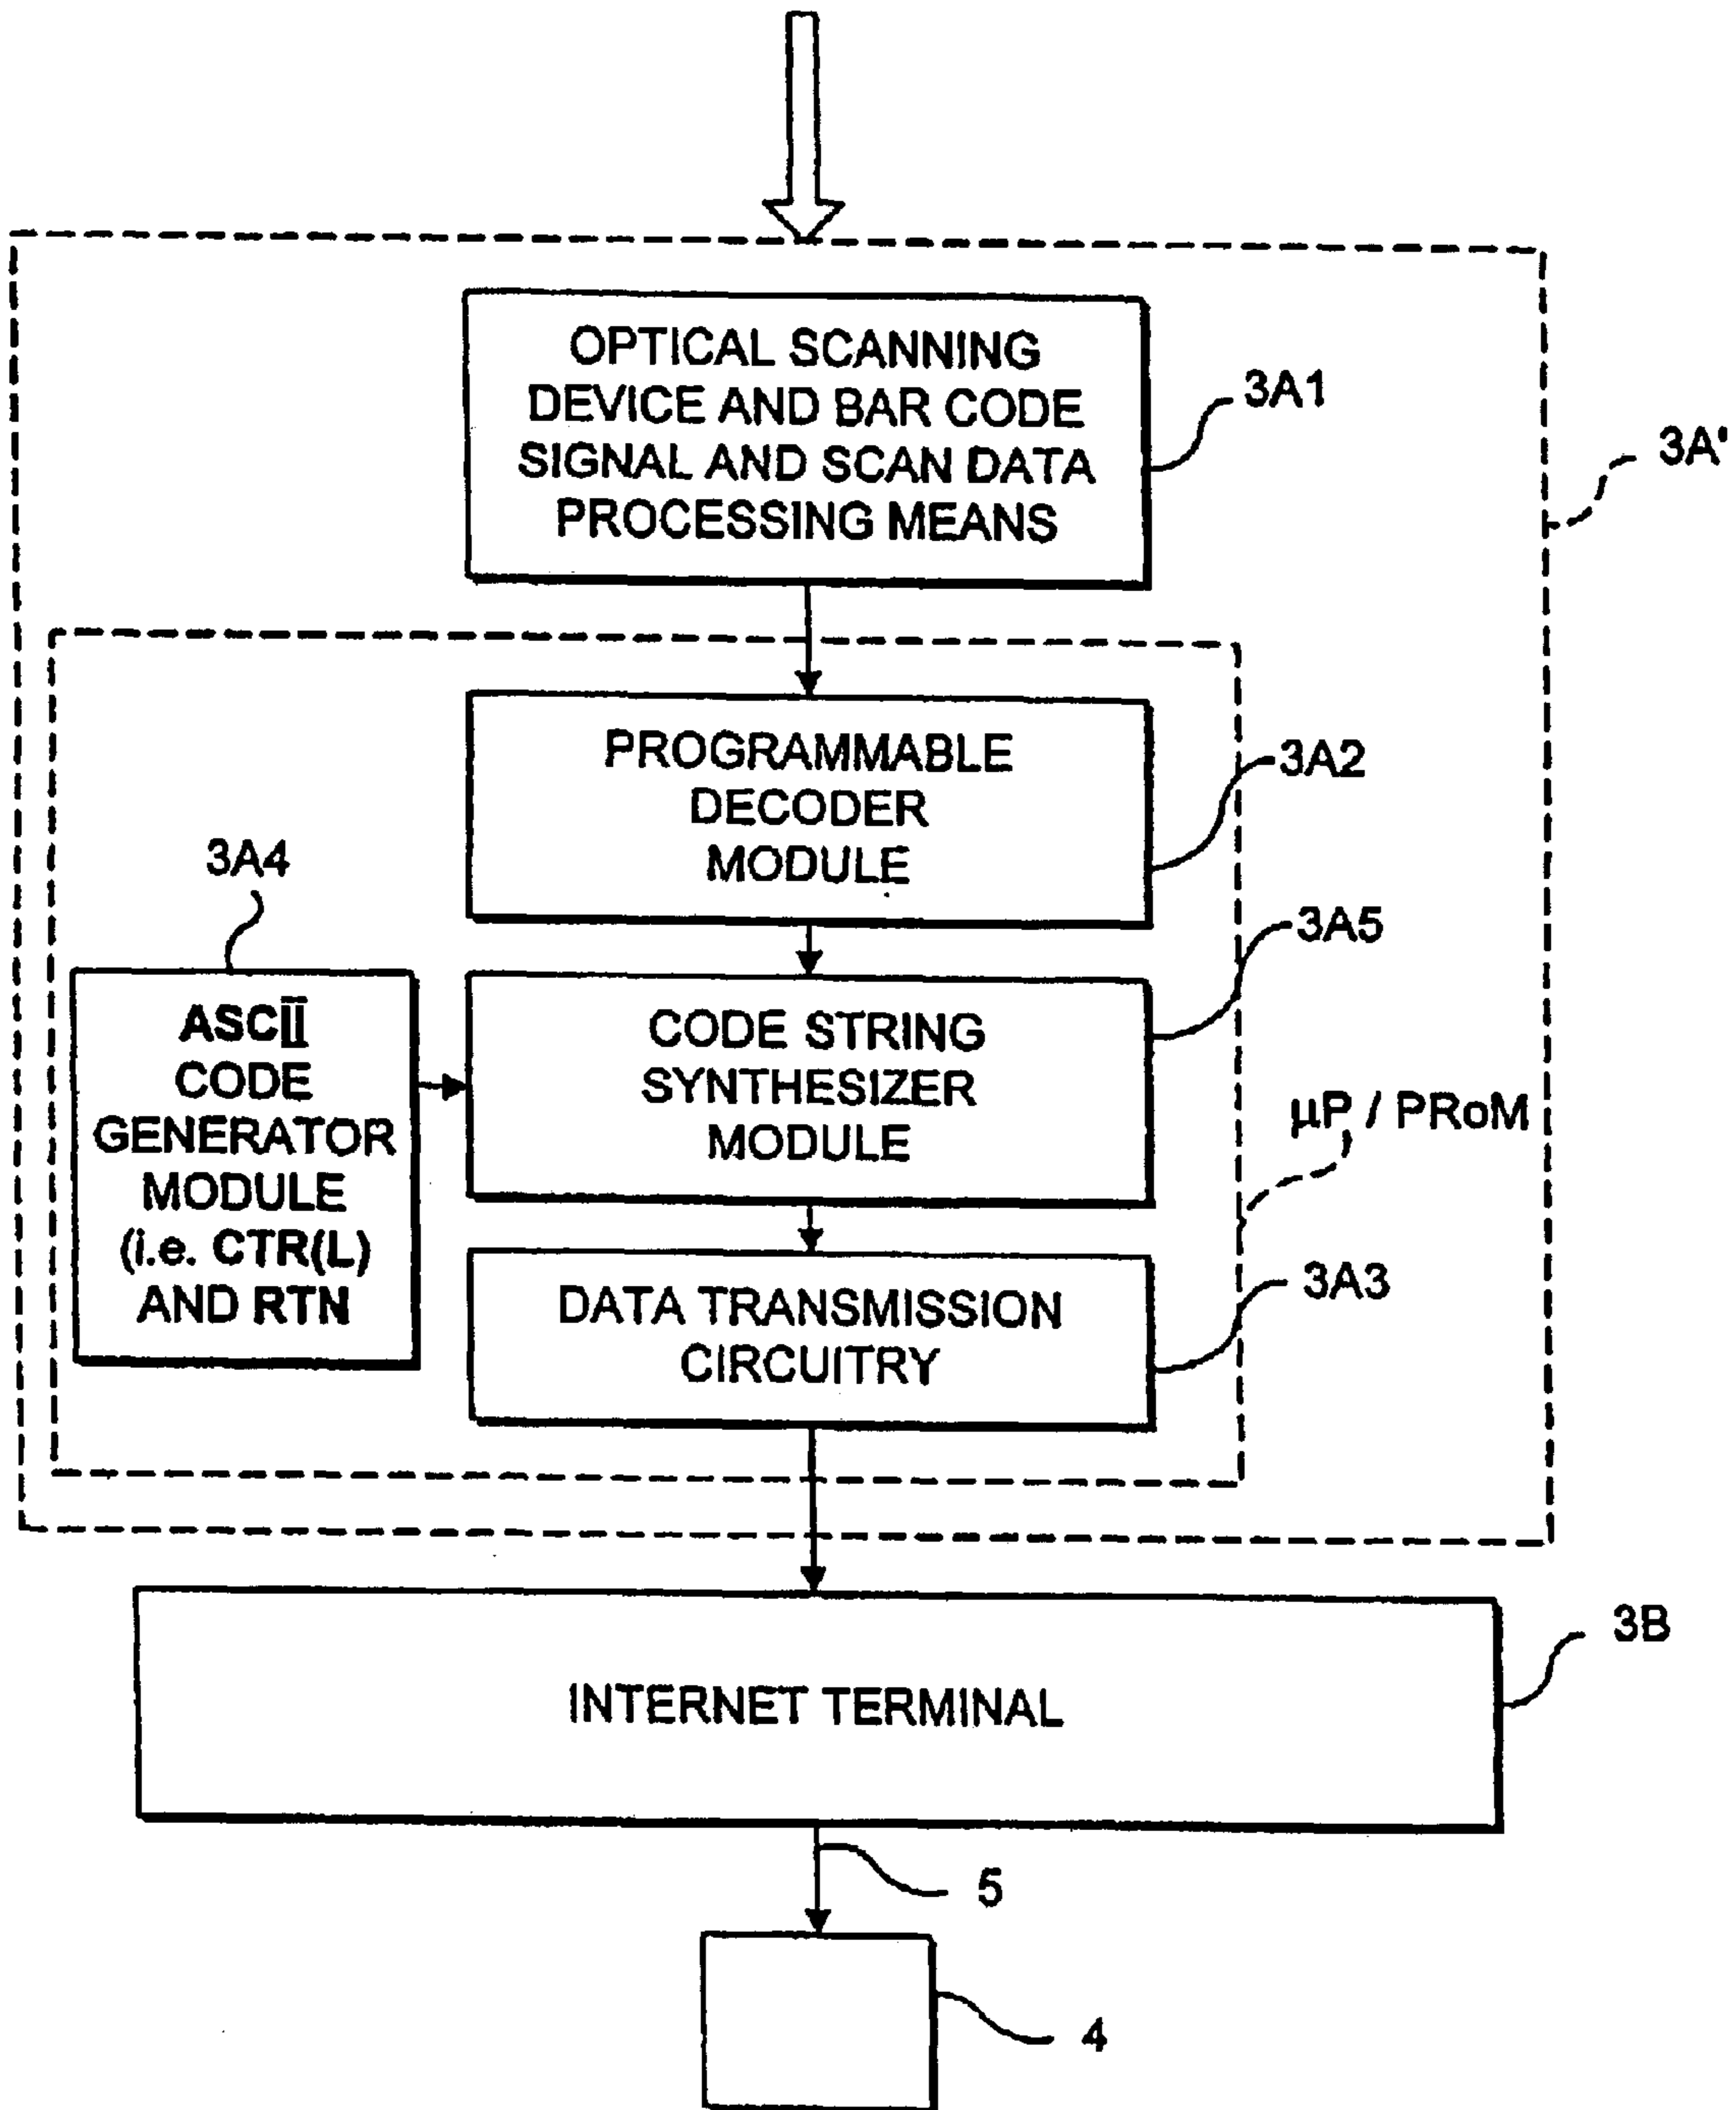 OPTICAL SCANNING
DEVICE AND BAR CODE
SIGNAL AND SCAN DATA
PROCESSING MEANS
3A1
3A'
PROGRAMMABLE
DECODER
MODULE
3A2
3A4
3A5
ASCII
CODE
GENERATOR
MODULE
(i.e. CTR(L)
AND RTN
CODE STRING
SYNTHESIZER
MODULE
µP / PRoM
DATA TRANSMISSION
CIRCUITRY
3A3
INTERNET TERMINAL
3B
5
4